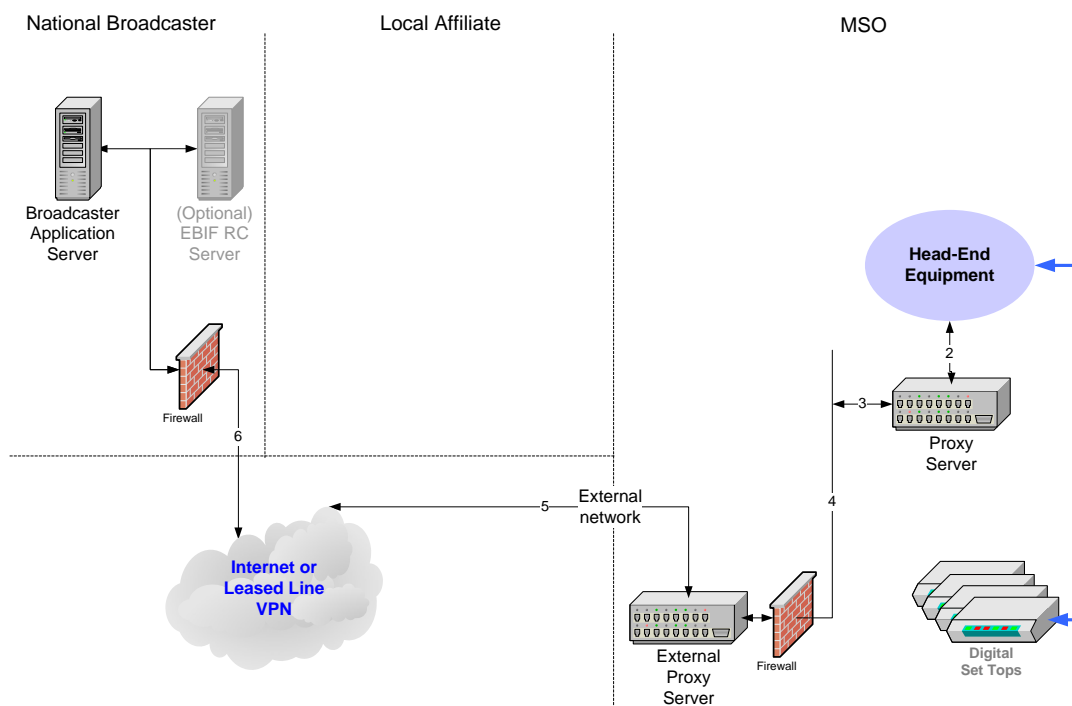 National Broadcaster
Local Affiliate
MSO
Broadcaster
Application
Server
(Optional)
EBIF RC
Server
Head-End
Equipment
2
3
Proxy
Server
Firewall
6
4
5
External
network
Internet or
Leased Line
VPN
External
Proxy
Server
Firewall
Digital
Set Tops